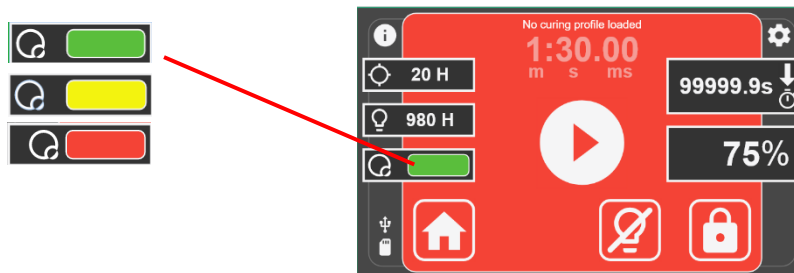 No curing profile loaded
1:30.00
m s ms
20 H
99999.9s
980 H
75%